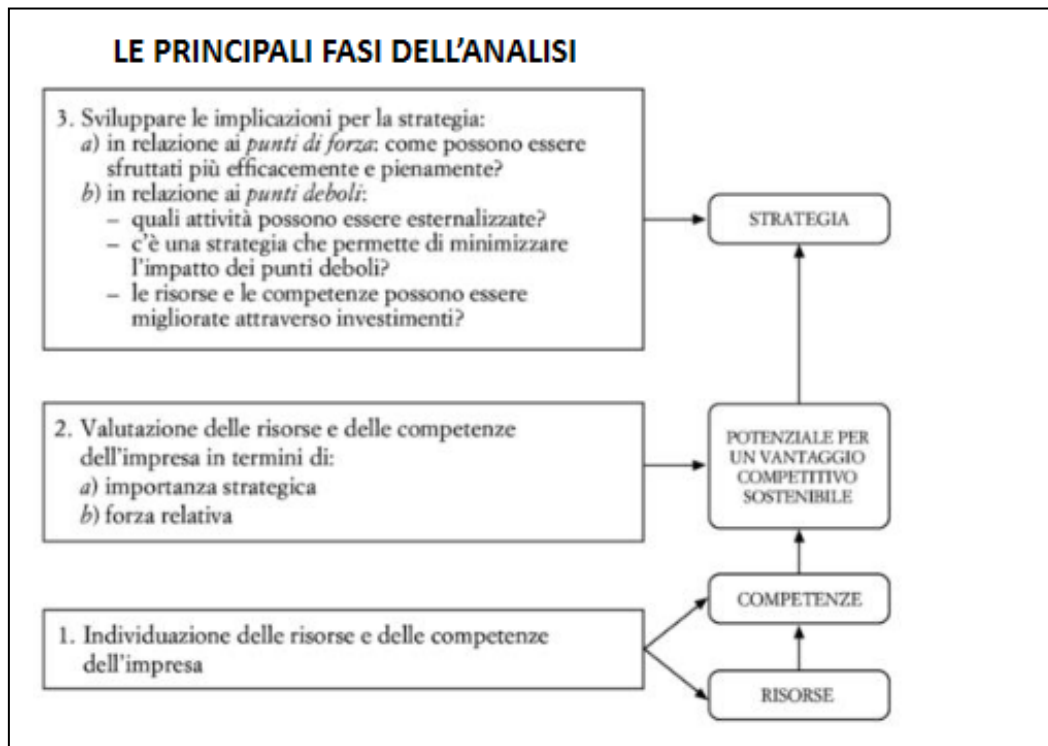 LE PRINCIPALI FASI DELL'ANALISI
3. Sviluppare le implicazioni per la strategia:
a) in relazione ai punti di forza: come possono essere
sfruttati più efficacemente e pienamente?
b) in relazione ai punti deboli:
– quali attività possono essere esternalizzate?
– c'è una strategia che permette di minimizzare
l'impatto dei punti deboli?
– le risorse e le competenze possono essere
migliorate attraverso investimenti?
STRATEGIA
2. Valutazione delle risorse e delle competenze
dell'impresa in termini di:
a) importanza strategica
b) forza relativa
POTENZIALE PER
UN VANTAGGIO
COMPETITIVO
SOSTENIBILE
1. Individuazione delle risorse e delle competenze
dell'impresa
COMPETENZE
RISORSE